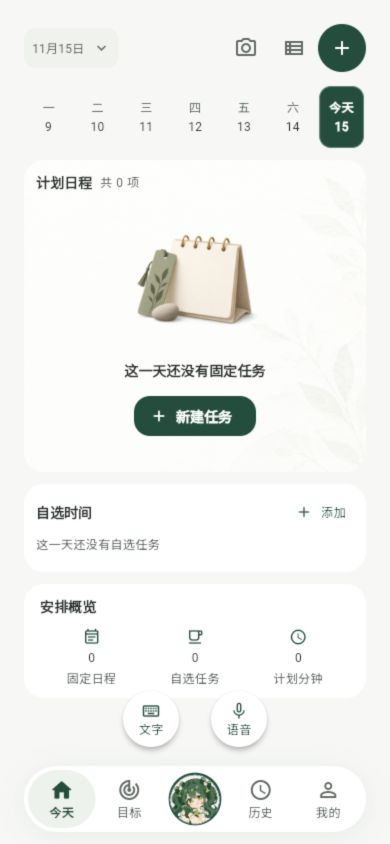 11月15日
一 二 三 四 五 六 今天
9 10 11 12 13 14 15
计划日程 共 0 项
这一天还没有固定任务
+ 新建任务
自选时间 + 添加
这一天还没有自选任务
安排概览
0 0 0
固定日程 自选任务 计划分钟
文字 语音
今天 目标 历史 我的